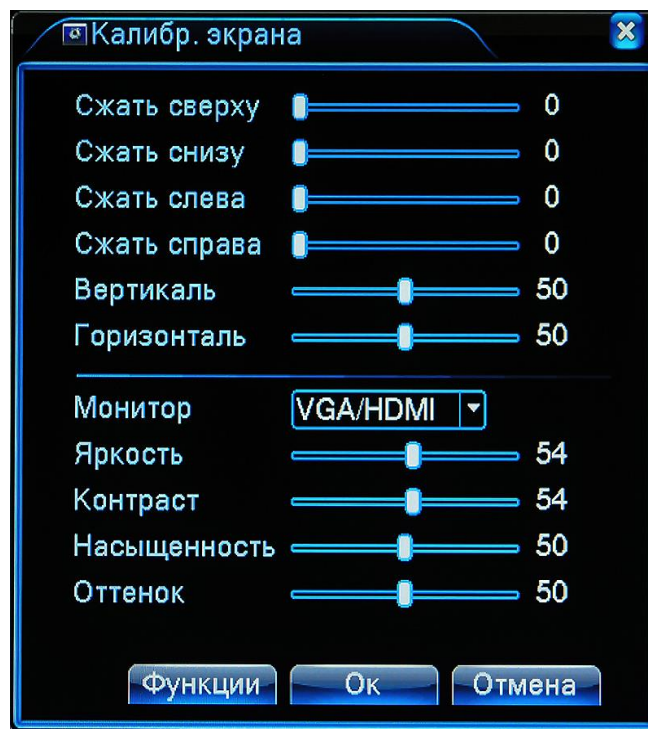 Калибр. экрана
Сжать сверху 0
Сжать снизу 0
Сжать слева 0
Сжать справа 0
Вертикаль 50
Горизонталь 50
Монитор VGA/HDMI
Яркость 54
Контраст 54
Насыщенность 50
Оттенок 50
Функции Ок Отмена